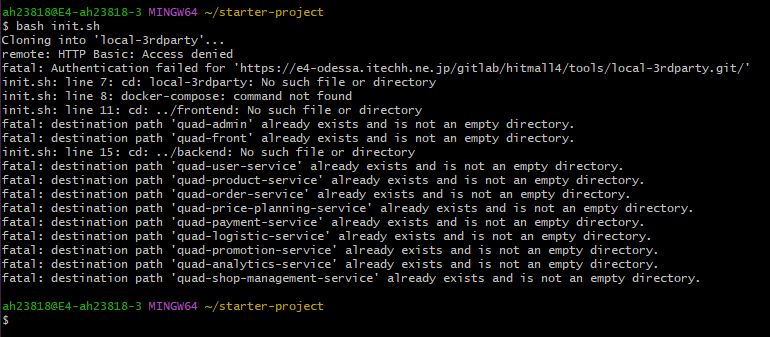 ah23818@E4-ah23818-3 MINGW64 ~/starter-project
$ bash init.sh
Cloning into 'local-3rdparty'...
remote: HTTP Basic: Access denied
fatal: Authentication failed for 'https://e4-odessa.itechh.ne.jp/gitlab/hitmall4/tools/local-3rdparty.git/'
init.sh: line 7: cd: local-3rdparty: No such file or directory
init.sh: line 8: docker-compose: command not found
init.sh: line 11: cd: ../frontend: No such file or directory
fatal: destination path 'quad-admin' already exists and is not an empty directory.
fatal: destination path 'quad-front' already exists and is not an empty directory.
init.sh: line 15: cd: ../backend: No such file or directory
fatal: destination path 'quad-user-service' already exists and is not an empty directory.
fatal: destination path 'quad-product-service' already exists and is not an empty directory.
fatal: destination path 'quad-order-service' already exists and is not an empty directory.
fatal: destination path 'quad-price-planning-service' already exists and is not an empty directory.
fatal: destination path 'quad-payment-service' already exists and is not an empty directory.
fatal: destination path 'quad-logistic-service' already exists and is not an empty directory.
fatal: destination path 'quad-promotion-service' already exists and is not an empty directory.
fatal: destination path 'quad-analytics-service' already exists and is not an empty directory.
fatal: destination path 'quad-shop-management-service' already exists and is not an empty directory.
ah23818@E4-ah23818-3 MINGW64 ~/starter-project
$